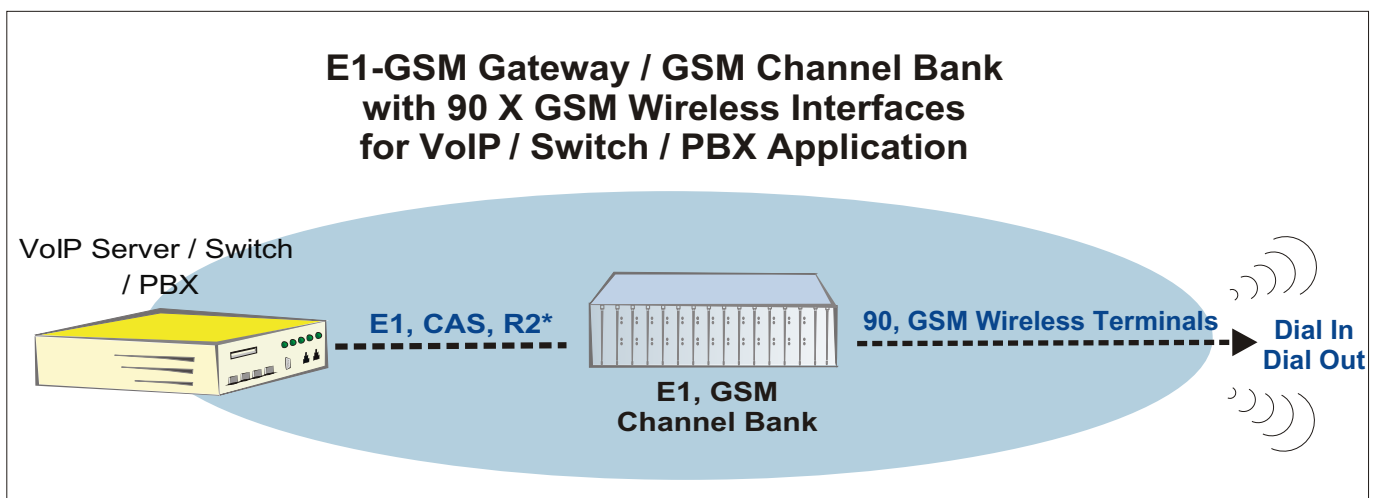 E1-GSM Gateway / GSM Channel Bank
with 90 X GSM Wireless Interfaces
for VoIP / Switch / PBX Application
VoIP Server / Switch
/ PBX
E1, CAS, R2*
E1, GSM
Channel Bank
90, GSM Wireless Terminals
Dial In
Dial Out